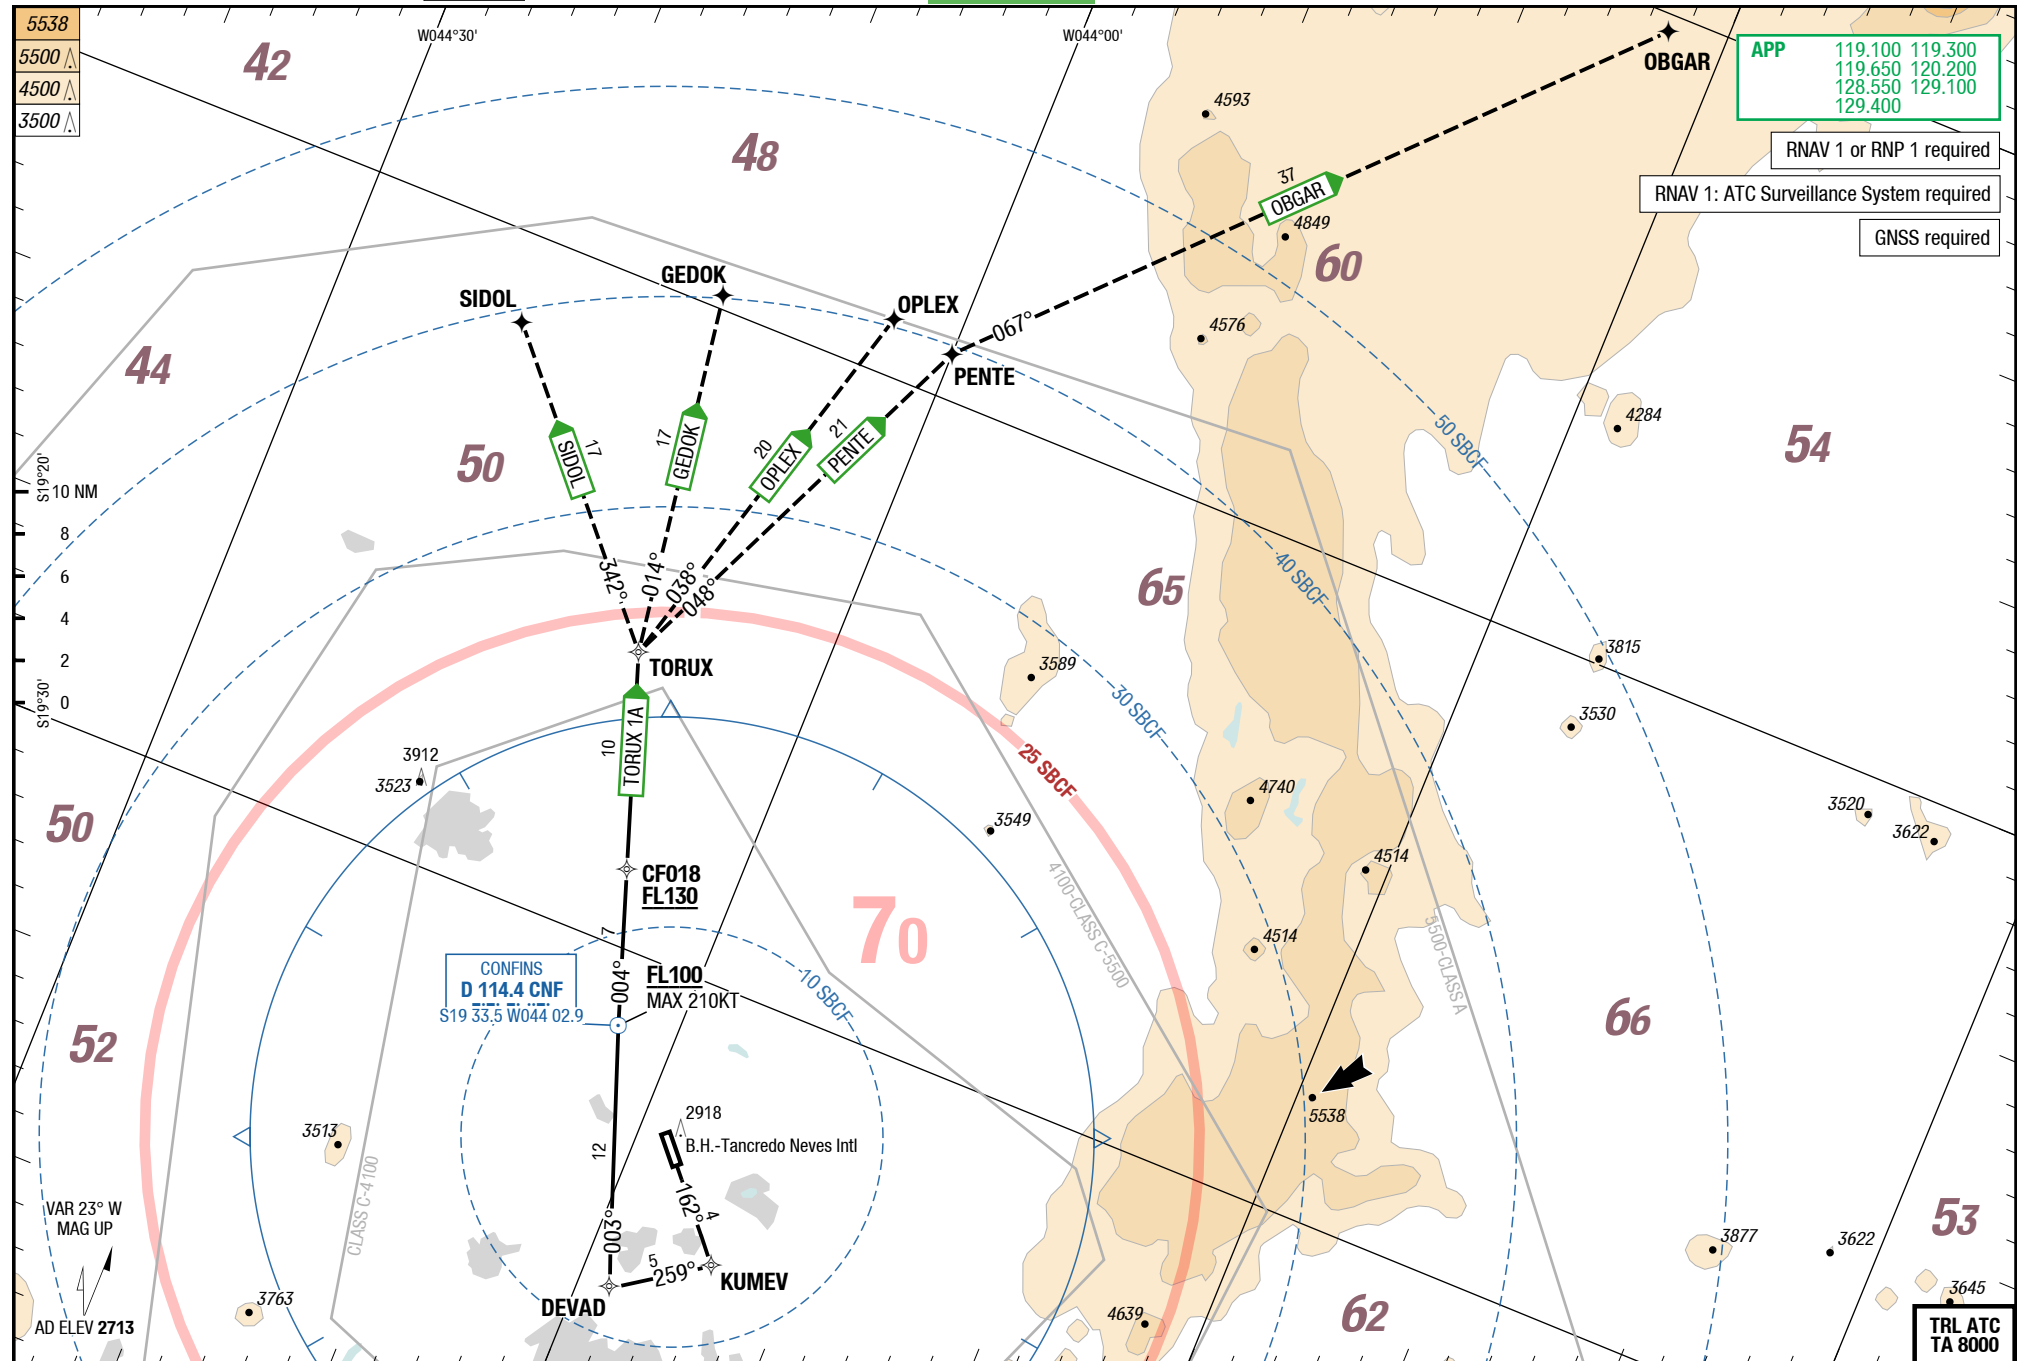 5538
5500
4500
3500
W044°30'
W044°00'
42
48
OBGAR
APP
119.100 119.300
119.650 120.200
128.550 129.100
129.400
RNAV 1 or RNP 1 required
RNAV 1: ATC Surveillance System required
GNSS required
4593
37
OBGAR
4849
60
GEDOK
SIDOL
OPLEX
067°
PENTE
4576
44
50
54
4284
50 SBCF
17
SIDOL
17
GEDOK
20
OPLEX
21
PENTE
S19°20'
10 NM
8
6
4
2
0
S19°30'
342°
014°
038°
048°
65
40 SBCF
TORUX
3589
3815
30 SBCF
3530
10
TORUX 1A
3912
3523
25 SBCF
4740
3549
3520
3622
50
CF018
FL130
4514
4100-CLASS C-5500
5500-CLASS A
70
4514
7
004°
CONFINS
D 114.4 CNF
S19 33.5 W044 02.9
FL100
MAX 210KT
10 SBCF
52
66
5538
2918
B.H.-Tancredo Neves Intl
3513
12
162°
4
CLASS C-4100
VAR 23° W
MAG UP
003°
5
259°
KUMEV
DEVAD
53
3877
3622
3645
3763
4639
62
AD ELEV 2713
TRL ATC
TA 8000